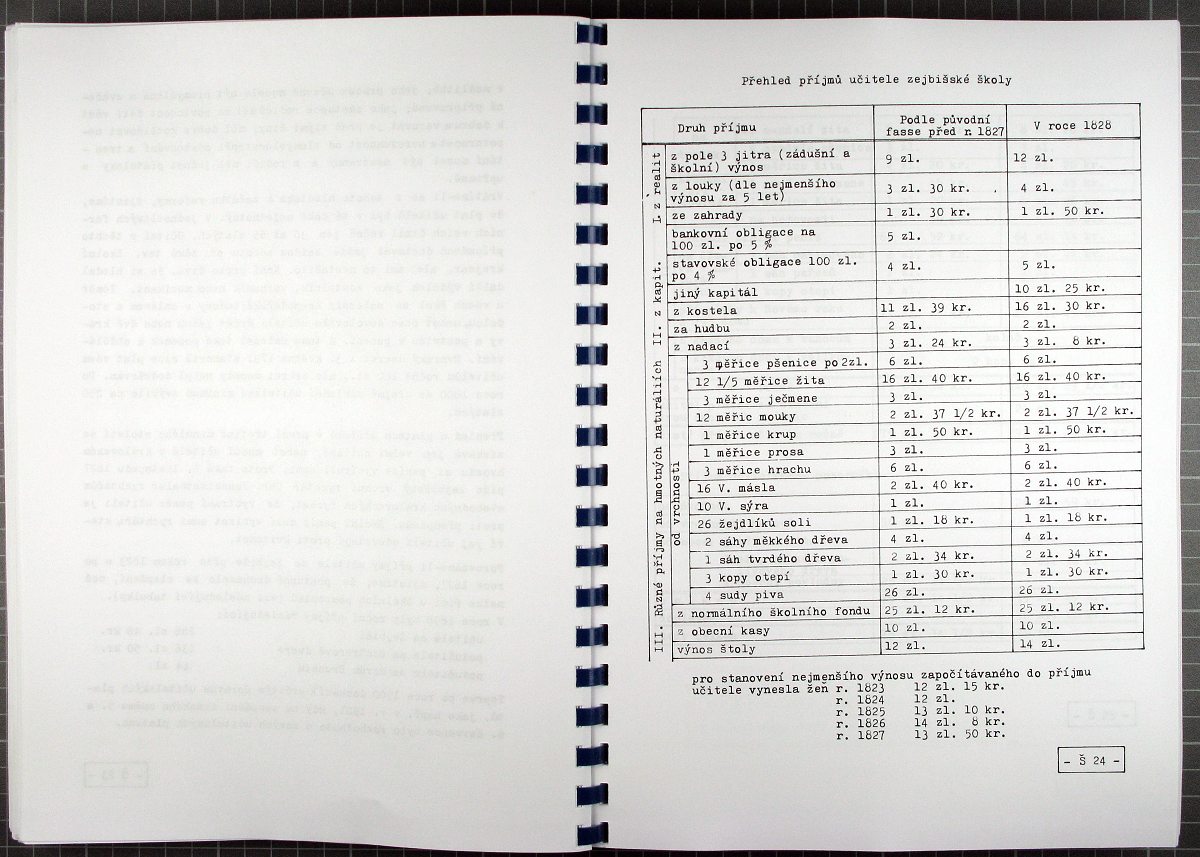 Přehled příjmů učitele zejbišské školy
Druh příjmu
Podle původní
fasse před r. 1827
V roce 1828
I. z realit
z pole 3 jitra (zádušní a
školní) výnos
9 zl.
12 zl.
z louky (dle nejmenšího
výnosu za 5 let)
3 zl. 30 kr.
4 zl.
ze zahrady
1 zl. 30 kr.
1 zl. 50 kr.
II. z kapit.
bankovní obligace na
100 zl. po 5 %
5 zl.
stavovské obligace 100 zl.
po 4 %
4 zl.
5 zl.
jiný kapitál
10 zl. 25 kr.
III. Různé příjmy na hmotných naturáliích
z kostela
11 zl. 39 kr.
16 zl. 30 kr.
za hudbu
2 zl.
2 zl.
z nadací
3 zl. 24 kr.
3 zl. 8 kr.
od vrchnosti
3 měřice pšenice po 2zl.
6 zl.
6 zl.
12 1/5 měřice žita
16 zl. 40 kr.
16 zl. 40 kr.
3 měřice ječmene
3 zl.
3 zl.
12 měřic mouky
2 zl. 37 1/2 kr.
2 zl. 37 1/2 kr.
1 měřice krup
1 zl. 50 kr.
1 zl. 50 kr.
1 měřice prosa
3 zl.
3 zl.
3 měřice hrachu
6 zl.
6 zl.
16 V. másla
2 zl. 40 kr.
2 zl. 40 kr.
10 V. sýra
1 zl.
1 zl.
26 žejdlíků soli
1 zl. 18 kr.
1 zl. 18 kr.
2 sáhy měkkého dřeva
4 zl.
4 zl.
1 sáh tvrdého dřeva
2 zl. 34 kr.
2 zl. 34 kr.
3 kopy otepí
1 zl. 30 kr.
1 zl. 30 kr.
4 sudy piva
26 zl.
26 zl.
z normálního školního fondu
25 zl. 12 kr.
25 zl. 12 kr.
z obecní kasy
10 zl.
10 zl.
výnos štoly
12 zl.
14 zl.
pro stanovení nejmenšího výnosu započítávaného do příjmu
učitele vynesla žeň r. 1823 12 zl. 15 kr.
r. 1824 12 zl.
r. 1825 13 zl. 10 kr.
r. 1826 14 zl. 8 kr.
r. 1827 13 zl. 50 kr.
- Š 24 -